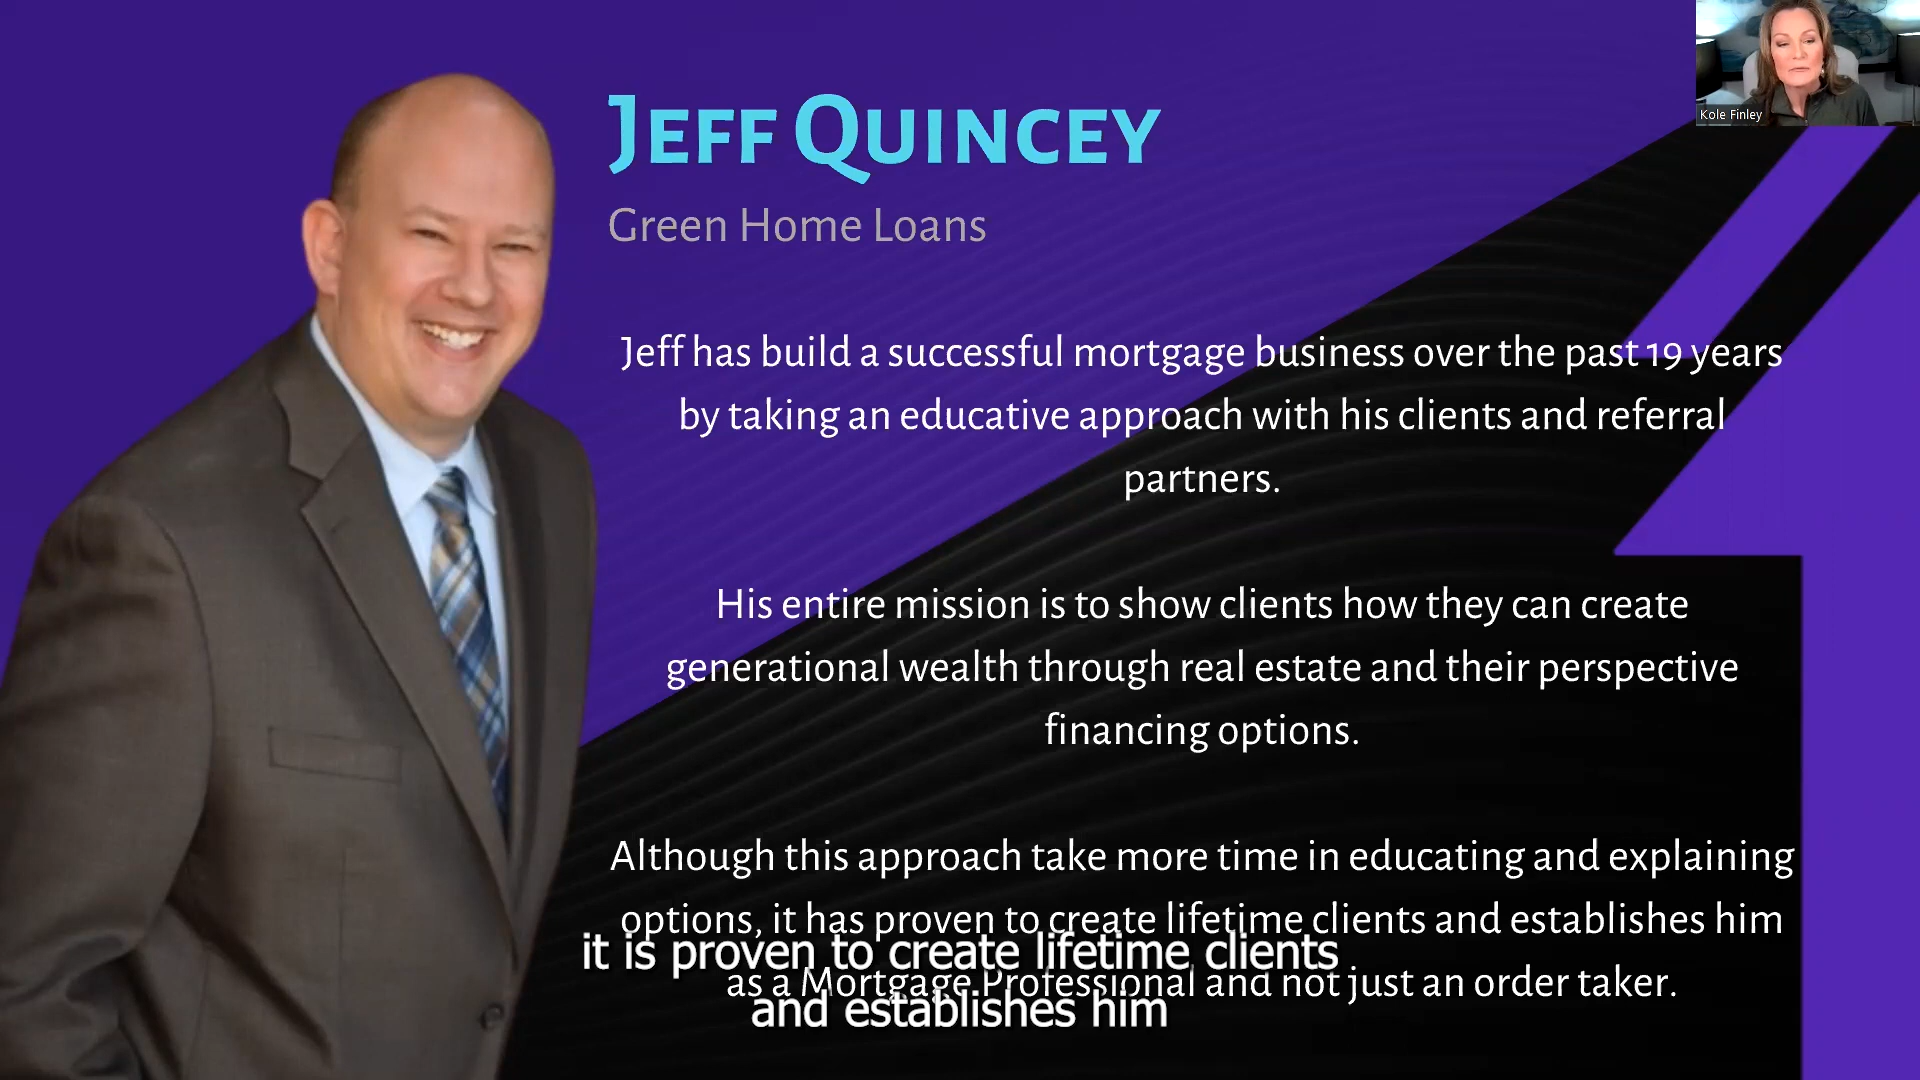 Jeff Quincey
Kole Finley
Green Home Loans
Jeff has build a successful mortgage business over the past 19 years
by taking an educative approach with his clients and referral
partners.
His entire mission is to show clients how they can create
generational wealth through real estate and their perspective
financing options.
Although this approach take more time in educating and explaining
options, it has proven to create lifetime clients and establishes him
it is proven to create lifetime clients
as a Mortgage Professional and not just an order taker.
and establishes him